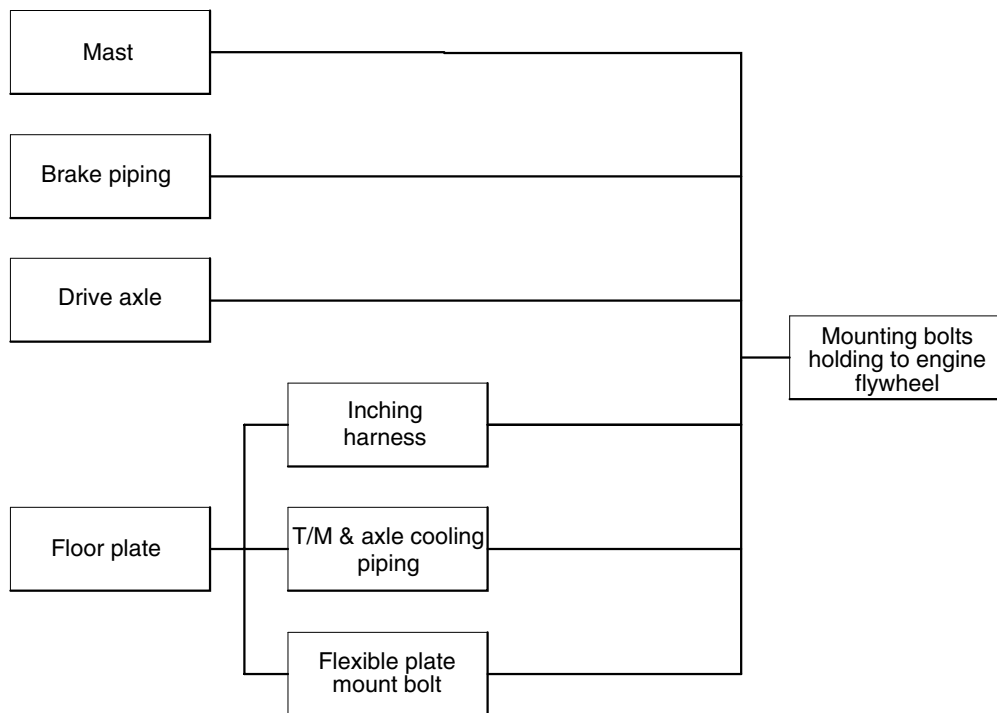 Mast
Brake piping
Drive axle
Mounting bolts
holding to engine
flywheel
Inching
harness
Floor plate
T/M & axle cooling
piping
Flexible plate
mount bolt